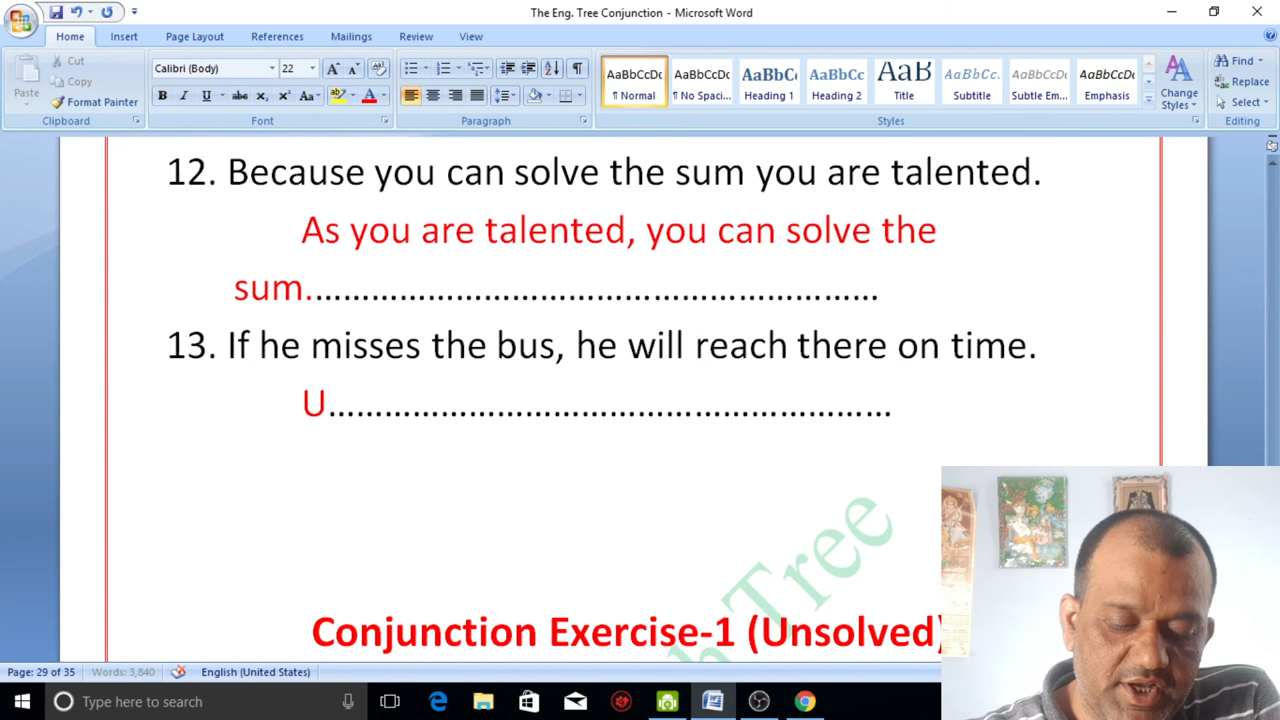 The Eng. Tree Conjunction - Microsoft Word
Home Insert Page Layout References Mailings Review View
Paste
Cut
Copy
Format Painter
Clipboard
Calibri (Body) 22
Font
Paragraph
AaBbCcDc AaBbCcDc AaBbC AaBbCc AaB AaBbCc. AaBbCcDc AaBbCcDc
¶ Normal ¶ No Spaci... Heading 1 Heading 2 Title Subtitle Subtle Em... Emphasis
Styles
Change Styles
Find
Replace
Select
Editing
12. Because you can solve the sum you are talented.
As you are talented, you can solve the
sum.……………………………………………………
13. If he misses the bus, he will reach there on time.
U……………………………………………………
Tree
Conjunction Exercise-1 (Unsolved)
Page: 29 of 35 Words: 3,840 English (United States)
Type here to search